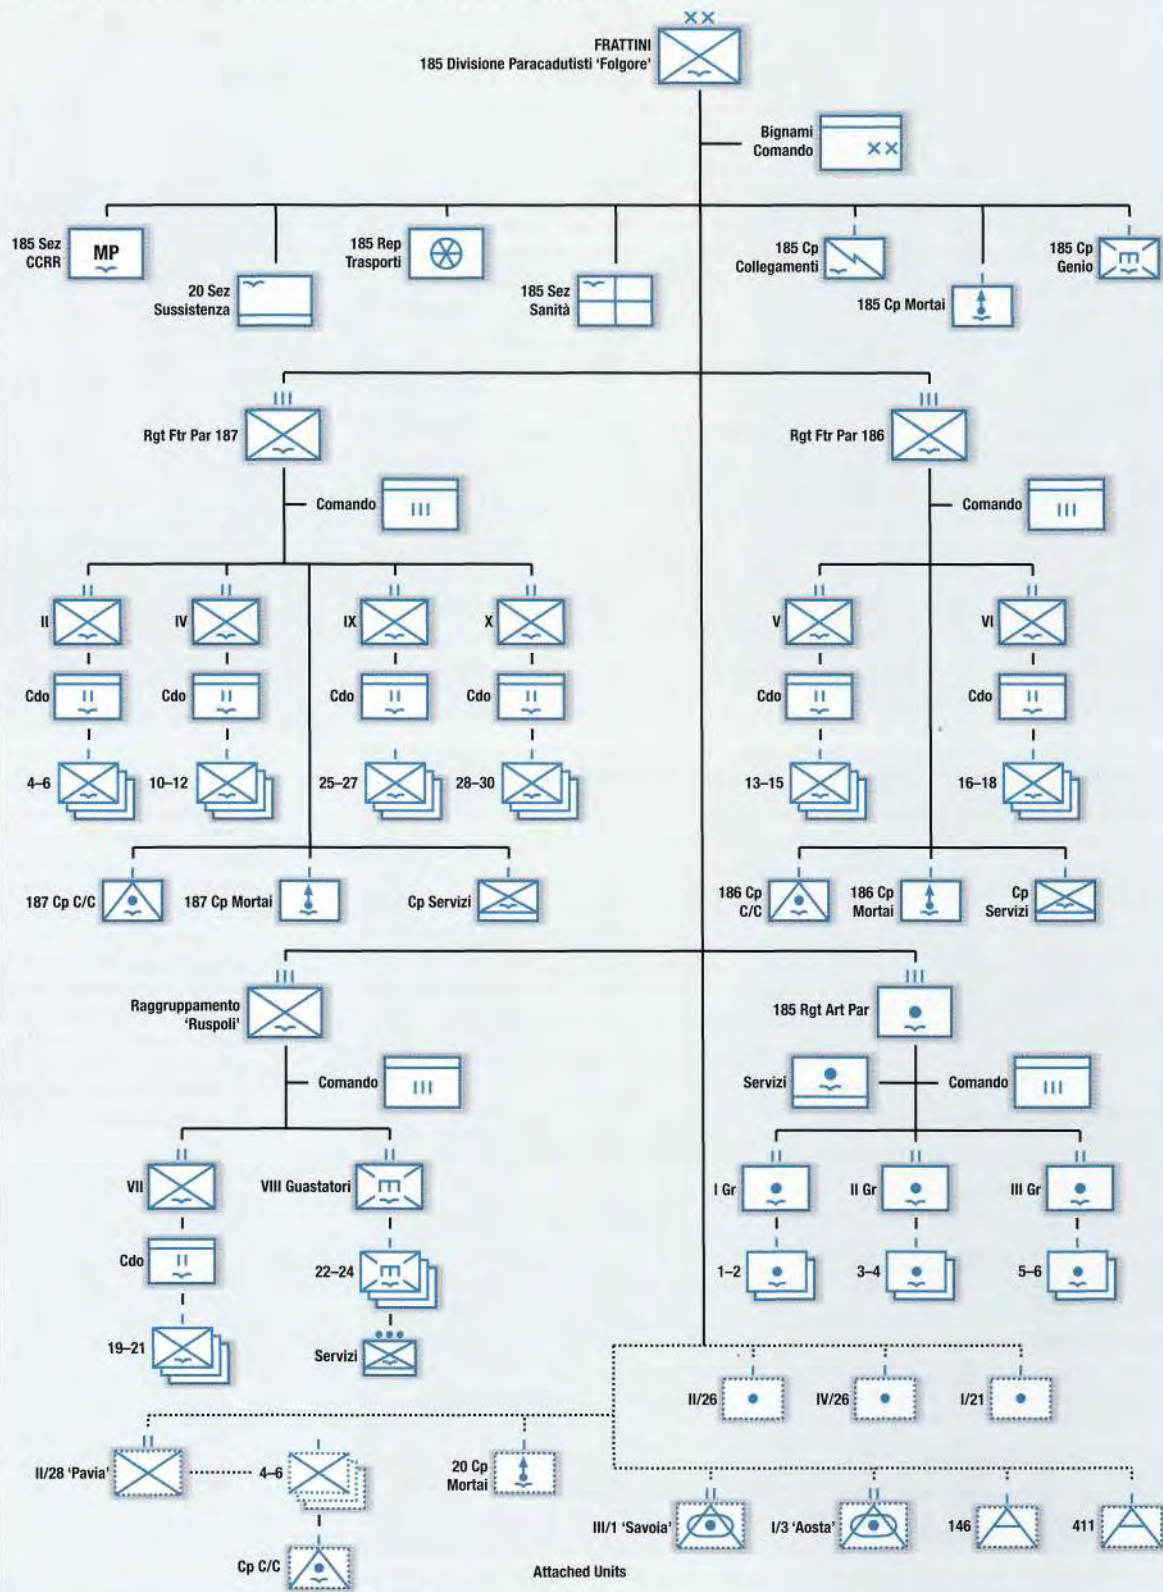 FRATTINI
185 Divisione Paracadutisti ‘Folgore’
Bignami
Comando
185 Sez
CCRR
MP
20 Sez
Sussistenza
185 Rep
Trasporti
185 Sez
Sanità
185 Cp
Collegamenti
185 Cp Mortai
185 Cp
Genio
Rgt Ftr Par 187
Rgt Ftr Par 186
Comando
Comando
II
IV
IX
X
V
VI
Cdo
Cdo
Cdo
Cdo
Cdo
Cdo
4–6
10–12
25–27
28–30
13–15
16–18
187 Cp C/C
187 Cp Mortai
Cp Servizi
186 Cp
C/C
186 Cp
Mortai
Cp
Servizi
Raggruppamento
‘Ruspoli’
185 Rgt Art Par
Comando
Servizi
Comando
VII
VIII Guastatori
I Gr
II Gr
III Gr
Cdo
22–24
1–2
3–4
5–6
19–21
Servizi
II/26
IV/26
I/21
II/28 ‘Pavia’
4–6
20 Cp
Mortai
III/1 ‘Savoia’
I/3 ‘Aosta’
146
411
Cp C/C
Attached Units